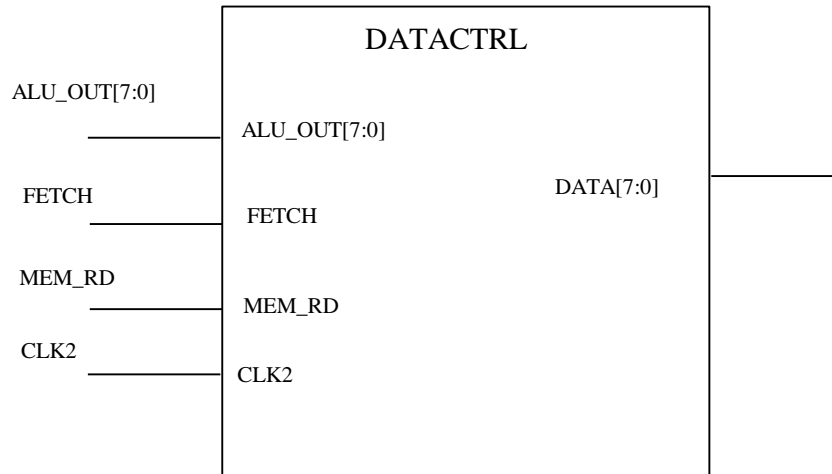 DATACTRL
ALU_OUT[7:0]
ALU_OUT[7:0]
DATA[7:0]
FETCH
FETCH
MEM_RD
MEM_RD
CLK2
CLK2